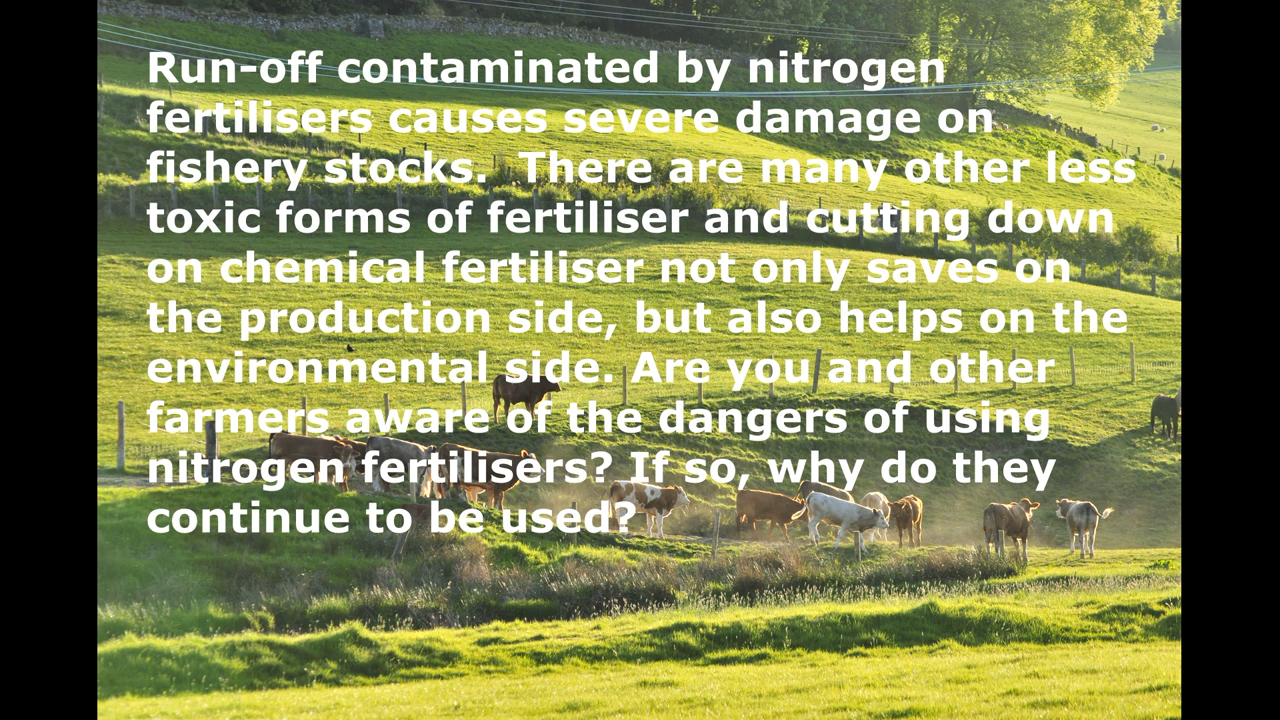 Run-off contaminated by nitrogen
fertilisers causes severe damage on
fishery stocks.  There are many other less
toxic forms of fertiliser and cutting down
on chemical fertiliser not only saves on
the production side, but also helps on the
environmental side. Are you and other
farmers aware of the dangers of using
nitrogen fertilisers? If so, why do they
continue to be used?